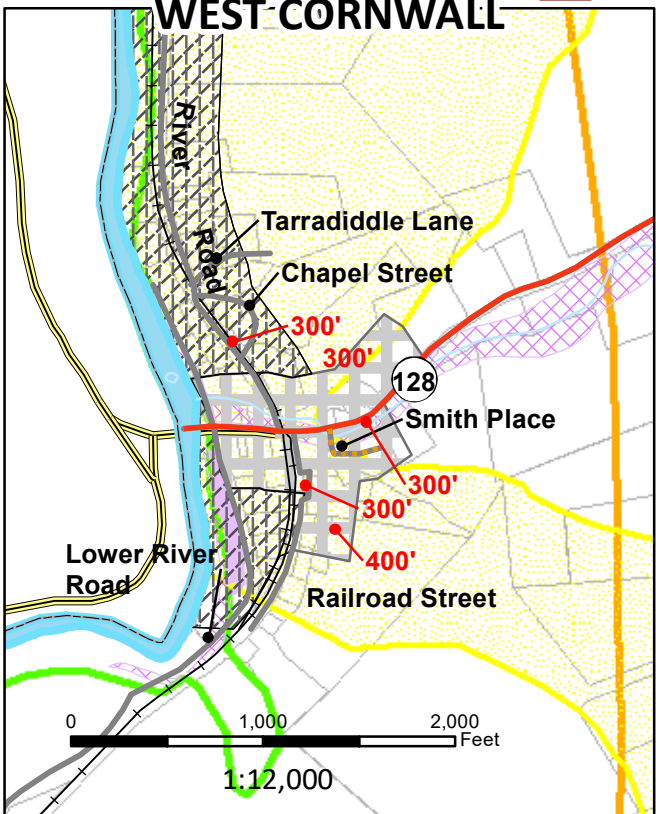 WEST CORNWALL
River
Road
Tarradiddle Lane
Chapel Street
300'
300'
128
Smith Place
300'
300'
400'
Lower River
Road
Railroad Street
0 1,000 2,000
Feet
1:12,000